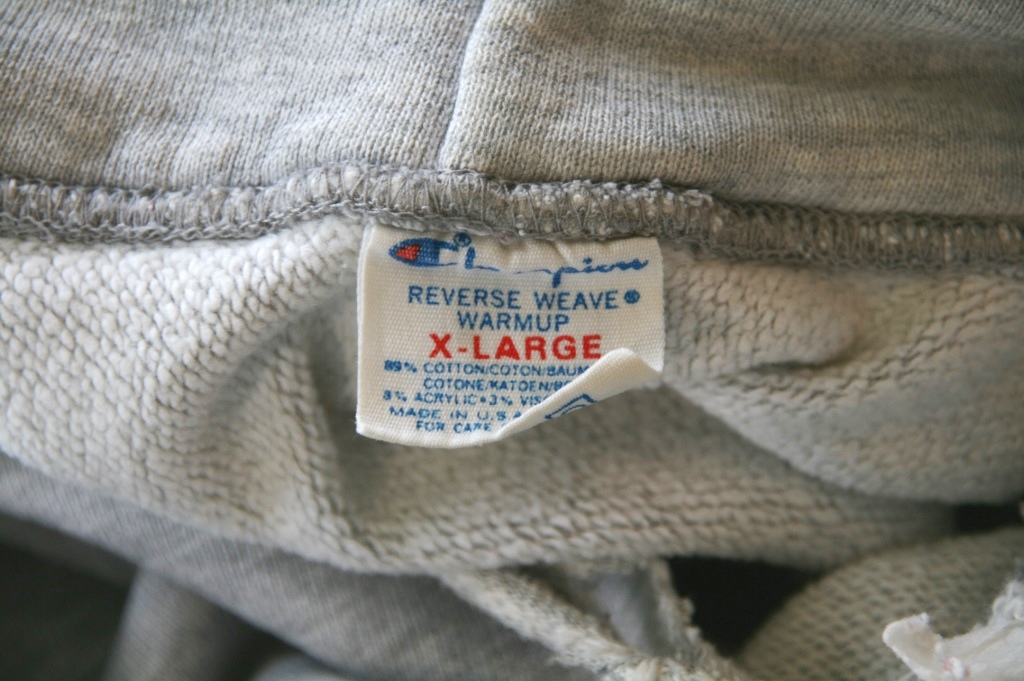 Champion
REVERSE WEAVE®
WARMUP
X-LARGE
89% COTTON/COTON/BAUM
COTONE/KATOEN/
8% ACRYLIC•3% VIS
MADE IN U.S.A
FOR CARE